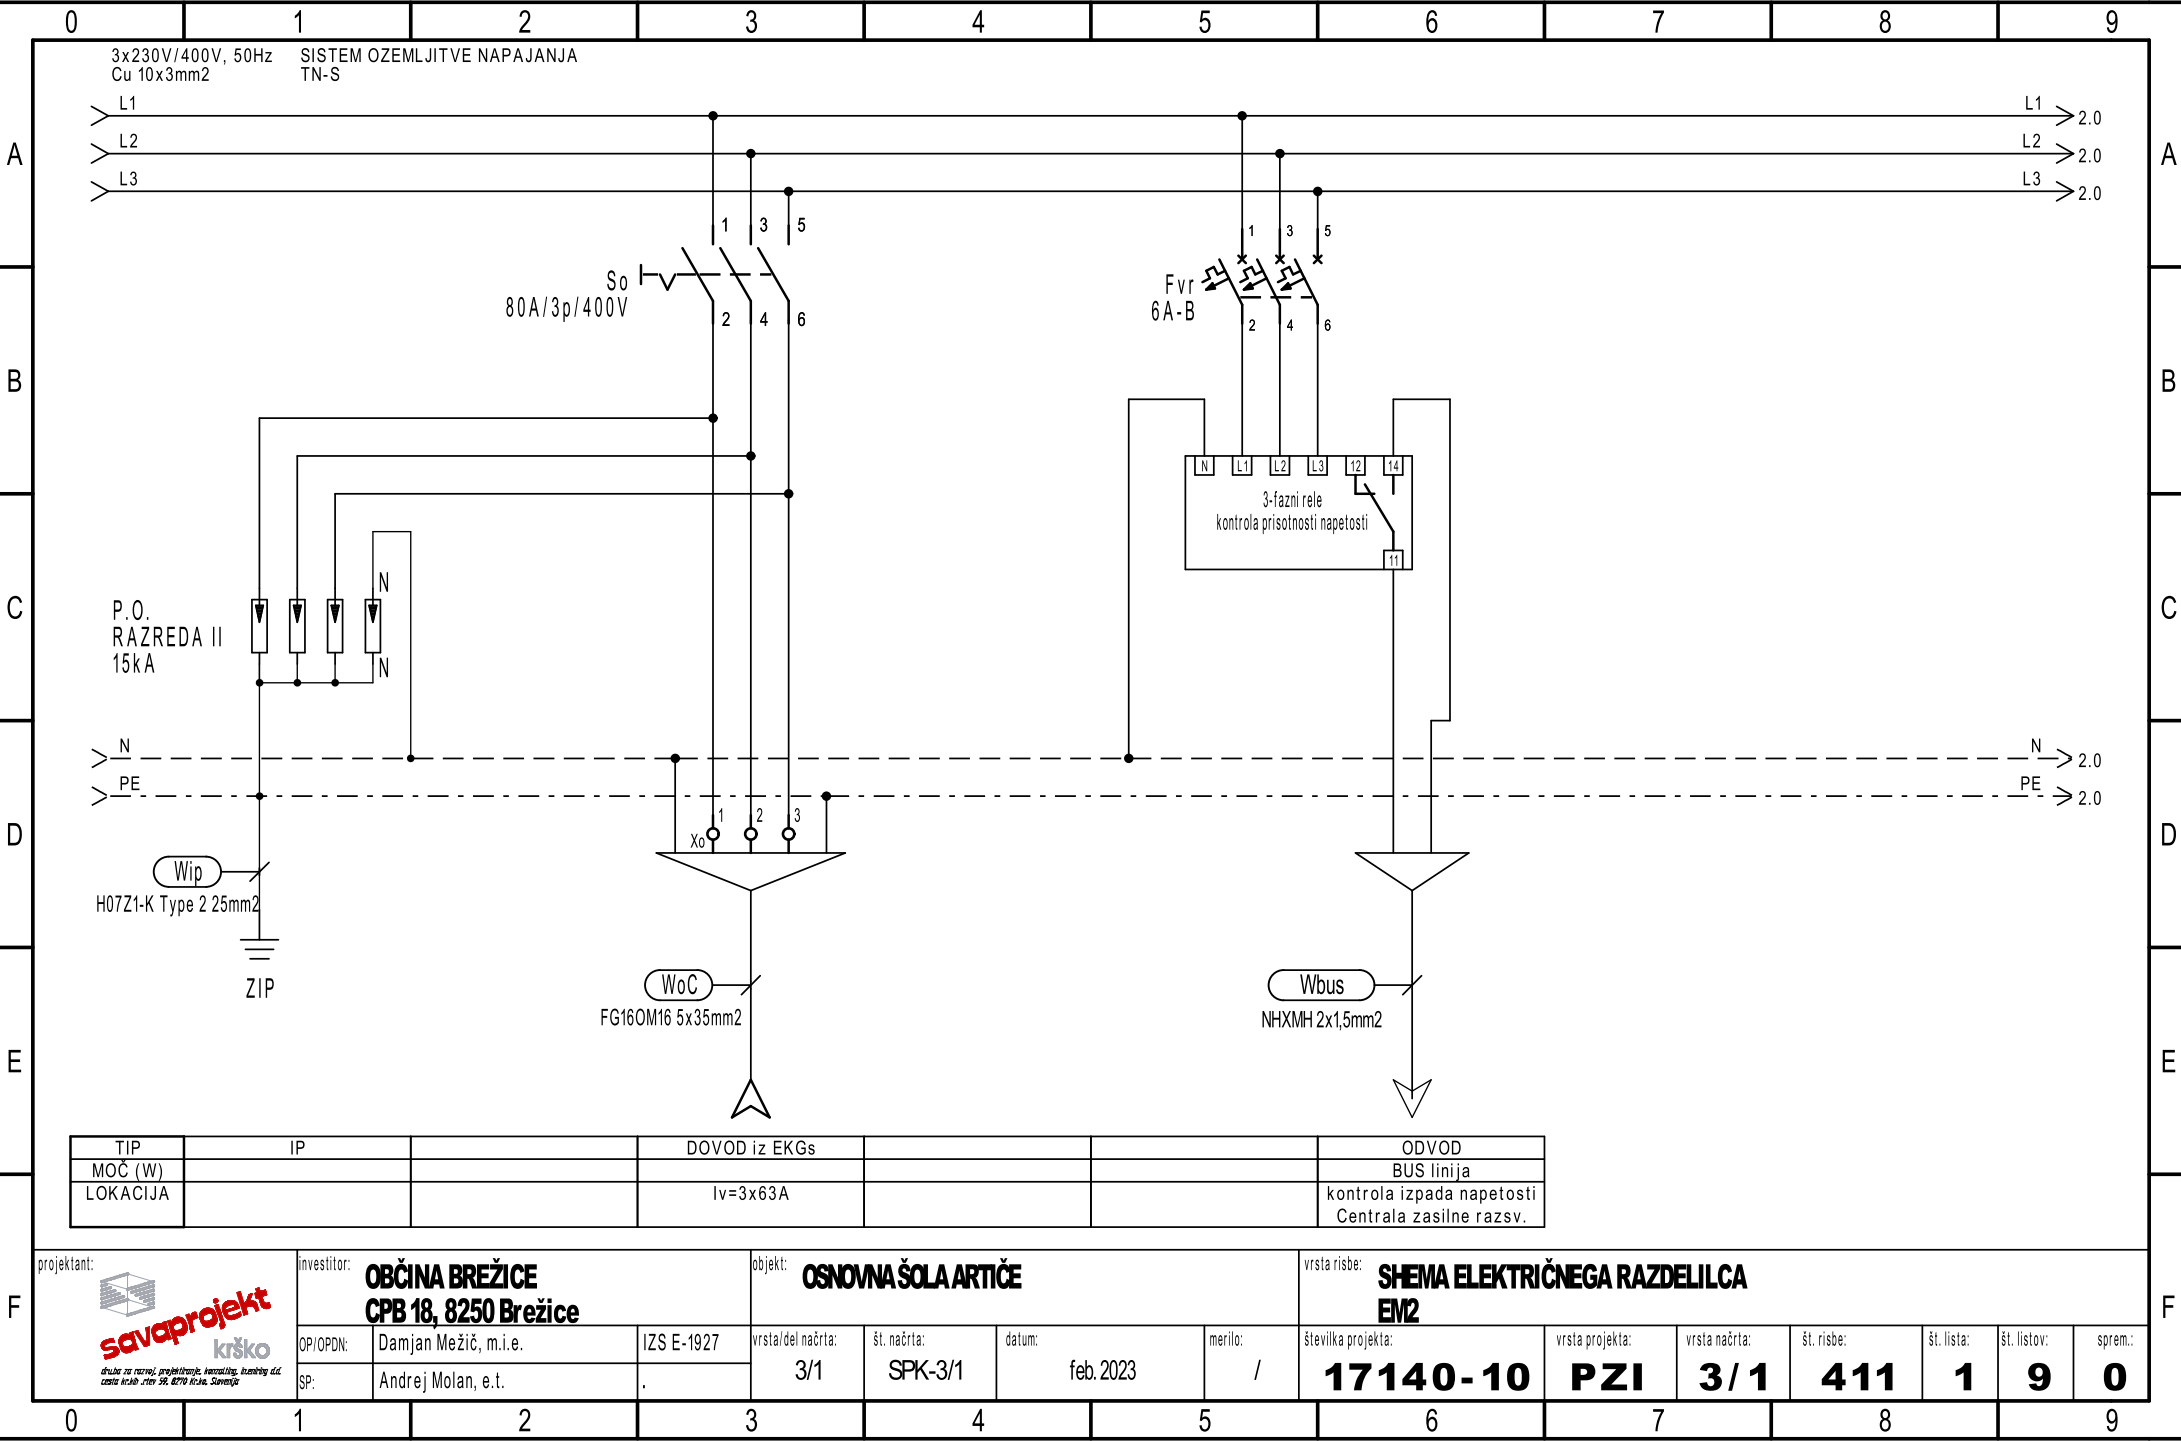 0 1 2 3 4 5 6 7 8 9
3x230V/400V, 50Hz SISTEM OZEMLJITVE NAPAJANJA
Cu 10x3mm2 TN-S
L1 L1 2.0
L2 L2 2.0
L3 L3 2.0
A A
1 3 5 1 3 5
So
80A/3p/400V
2 4 6
Fvr
6A-B
2 4 6
B B
N L1 L2 L3 12 14
3-fazni rele
kontrola prisotnosti napetosti
11
C C
P.O.
RAZREDA II
15kA
N
N
N N 2.0
PE PE 2.0
D D
Xo 1 2 3
Wip
H07Z1-K Type 2 25mm2
ZIP
WoC
FG16OM16 5x35mm2
Wbus
NHXMH 2x1,5mm2
E E
TIP IP DOVOD iz EKGs ODVOD
MOČ (W) BUS linija
LOKACIJA Iv=3x63A kontrola izpada napetosti
Centrala zasilne razsv.
F F
projektant:
savaprojekt
krško
investitor: OBČINA BREŽICE
CPB 18, 8250 Brežice
objekt: OSNOVNA ŠOLA ARTIČE
vrsta risbe: SHEMA ELEKTRIČNEGA RAZDELILCA
EM2
OP/OPDN: Damjan Mežič, m.i.e. IZS E-1927
SP: Andrej Molan, e.t. .
vrsta/del načrta: 3/1
št. načrta: SPK-3/1
datum: feb. 2023
merilo: /
številka projekta: 17140-10
vrsta projekta: PZI
vrsta načrta: 3/1
št. risbe: 411
št. lista: 1
št. listov: 9
sprem.: 0
0 1 2 3 4 5 6 7 8 9